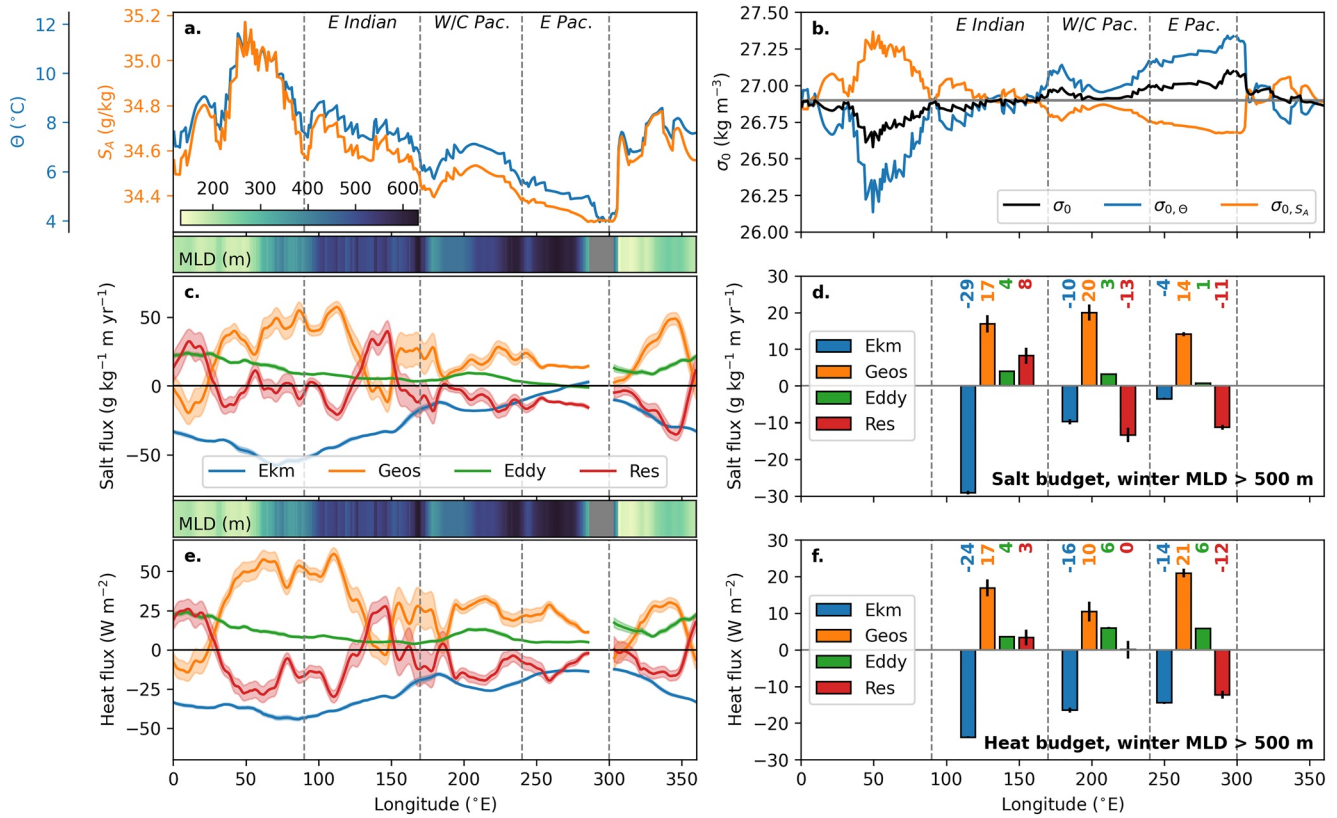 a.
E Indian
W/C Pac.
E Pac.
12
10
8
6
4
Θ (°C)
35.2
35.0
34.8
34.6
34.4
S_A (g/kg)
200 300 400 500 600
b.
E Indian
W/C Pac.
E Pac.
27.50
27.25
27.00
26.75
26.50
26.25
26.00
σ₀ (kg m⁻³)
σ₀
σ₀,Θ
σ₀,S_A
MLD (m)
c.
50
0
−50
Salt flux (g kg⁻¹ m yr⁻¹)
Ekm
Geos
Eddy
Res
d.
-29
17
4
8
-10
20
3
-13
-4
14
1
-11
30
20
10
0
−10
−20
−30
Salt flux (g kg⁻¹ m yr⁻¹)
Ekm
Geos
Eddy
Res
Salt budget, winter MLD > 500 m
MLD (m)
e.
50
25
0
−25
−50
Heat flux (W m⁻²)
0 50 100 150 200 250 300 350
Longitude (°E)
f.
-24
17
4
3
-16
10
6
0
-14
21
6
-12
30
20
10
0
−10
−20
−30
Heat flux (W m⁻²)
Ekm
Geos
Eddy
Res
Heat budget, winter MLD > 500 m
0 50 100 150 200 250 300 350
Longitude (°E)